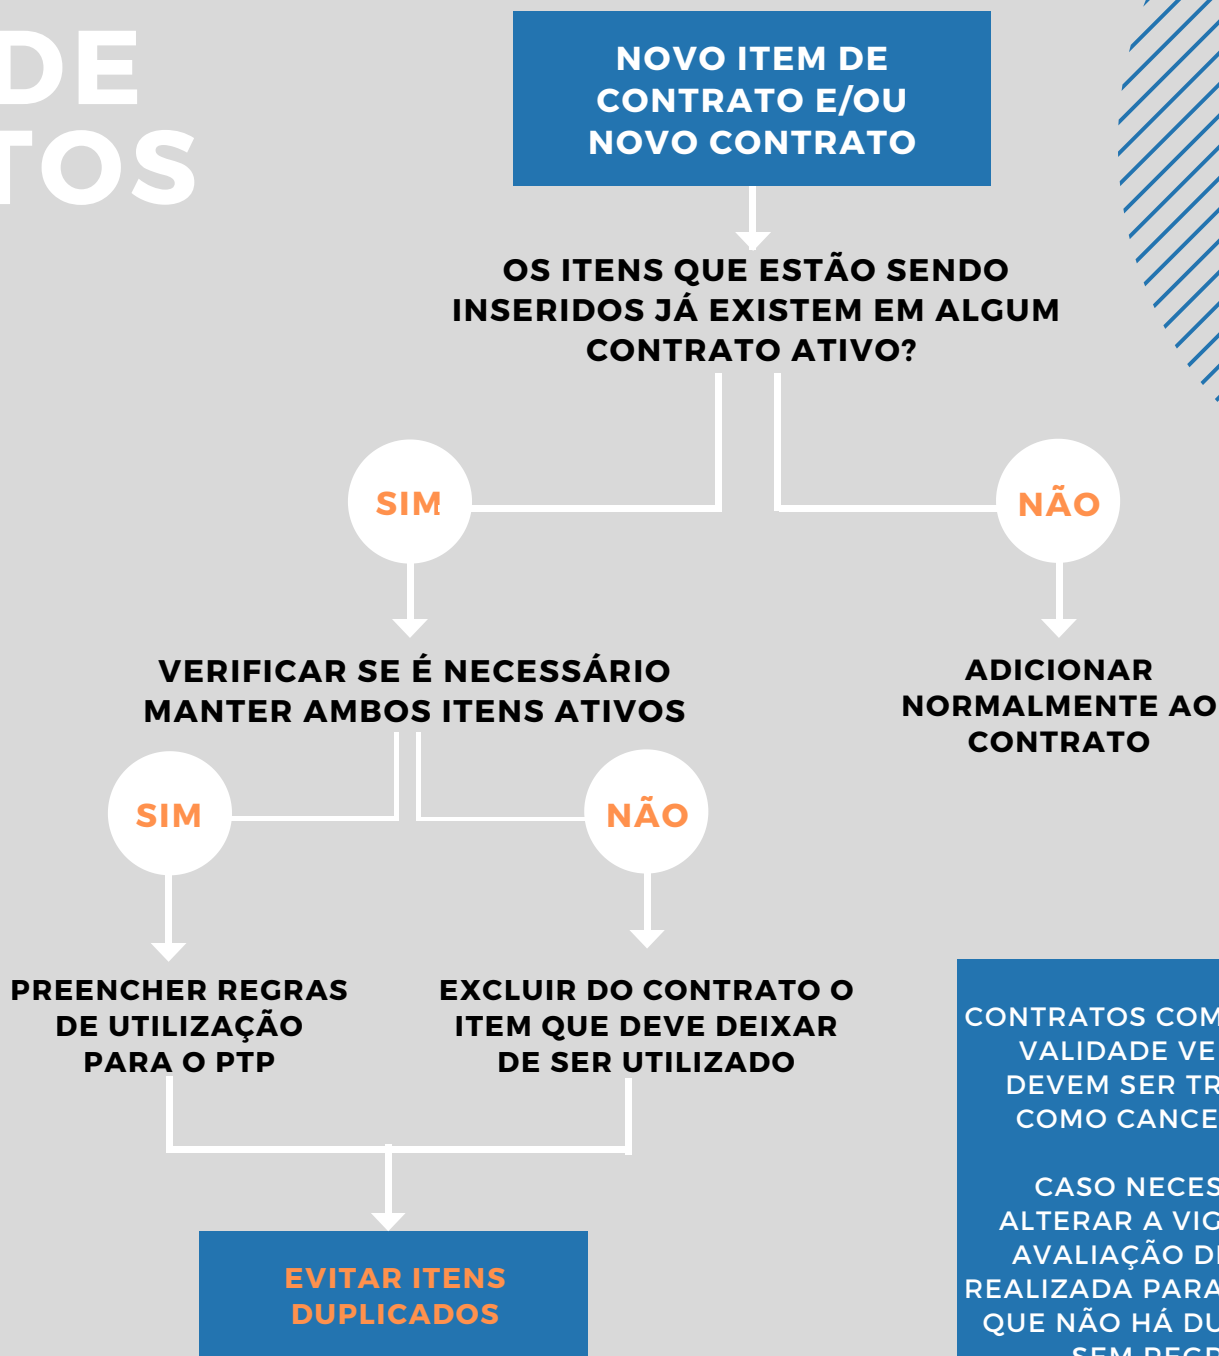 DE
TOS
NOVO ITEM DE
CONTRATO E/OU
NOVO CONTRATO
OS ITENS QUE ESTÃO SENDO
INSERIDOS JÁ EXISTEM EM ALGUM
CONTRATO ATIVO?
SIM
NÃO
VERIFICAR SE É NECESSÁRIO
MANTER AMBOS ITENS ATIVOS
ADICIONAR
NORMALMENTE AO
CONTRATO
SIM
NÃO
PREENCHER REGRAS
DE UTILIZAÇÃO
PARA O PTP
EXCLUIR DO CONTRATO O
ITEM QUE DEVE DEIXAR
DE SER UTILIZADO
EVITAR ITENS
DUPLICADOS
CONTRATOS COM
VALIDADE VE
DEVEM SER TR
COMO CANCE
CASO NECES
ALTERAR A VIG
AVALIAÇÃO D
REALIZADA PARA
QUE NÃO HÁ DU
SEM REGR